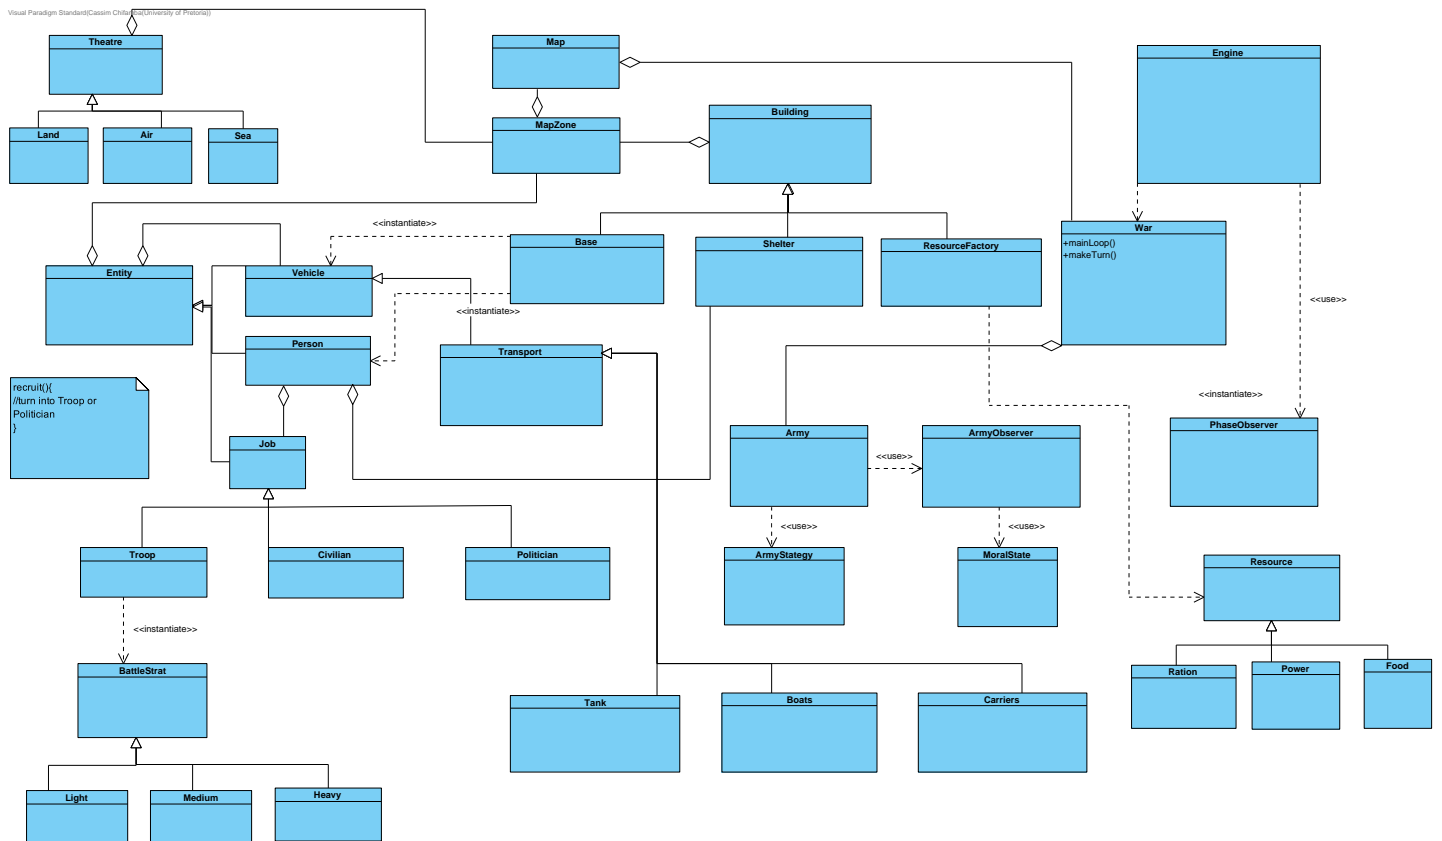 Visual Paradigm Standard(Cassim Chifamba(University of Pretoria))
Theatre
Map
Engine
Building
MapZone
Land
Air
Sea
<<instantiate>>
War
+mainLoop()
+makeTurn()
Base
Shelter
ResourceFactory
Entity
Vehicle
<<use>>
<<instantiate>>
Person
Transport
recruit(){
//turn into Troop or
Politician
}
<<instantiate>>
PhaseObserver
Army
ArmyObserver
Job
<<use>>
<<use>>
<<use>>
Troop
Civilian
Politician
ArmyStategy
MoralState
Resource
<<instantiate>>
BattleStrat
Ration
Power
Food
Tank
Boats
Carriers
Light
Medium
Heavy